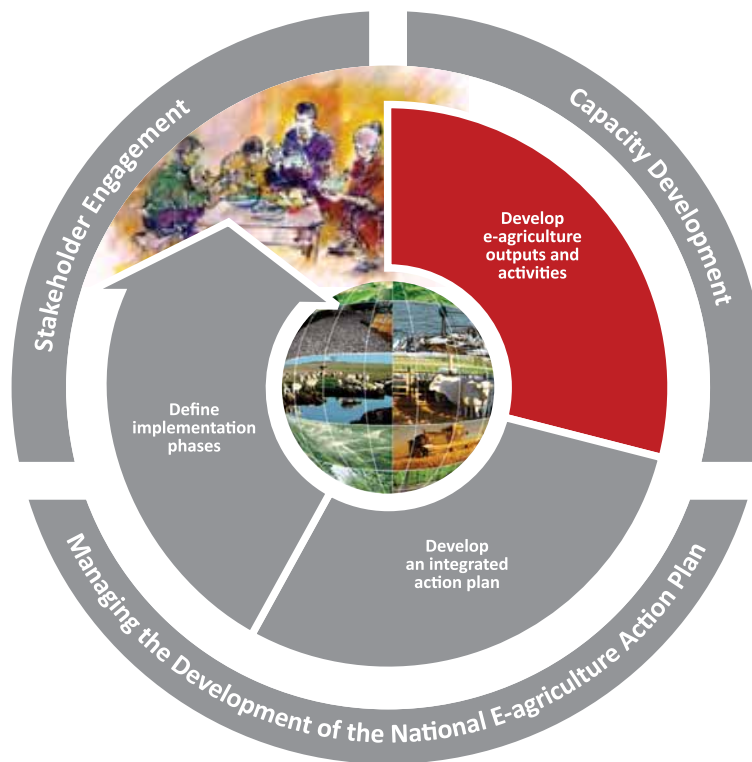 Stakeholder Engagement
Capacity Development
Develop
e-agriculture
outputs and
activities
Define
implementation
phases
Develop
an integrated
action plan
Managing the Development of the National E-agriculture Action Plan